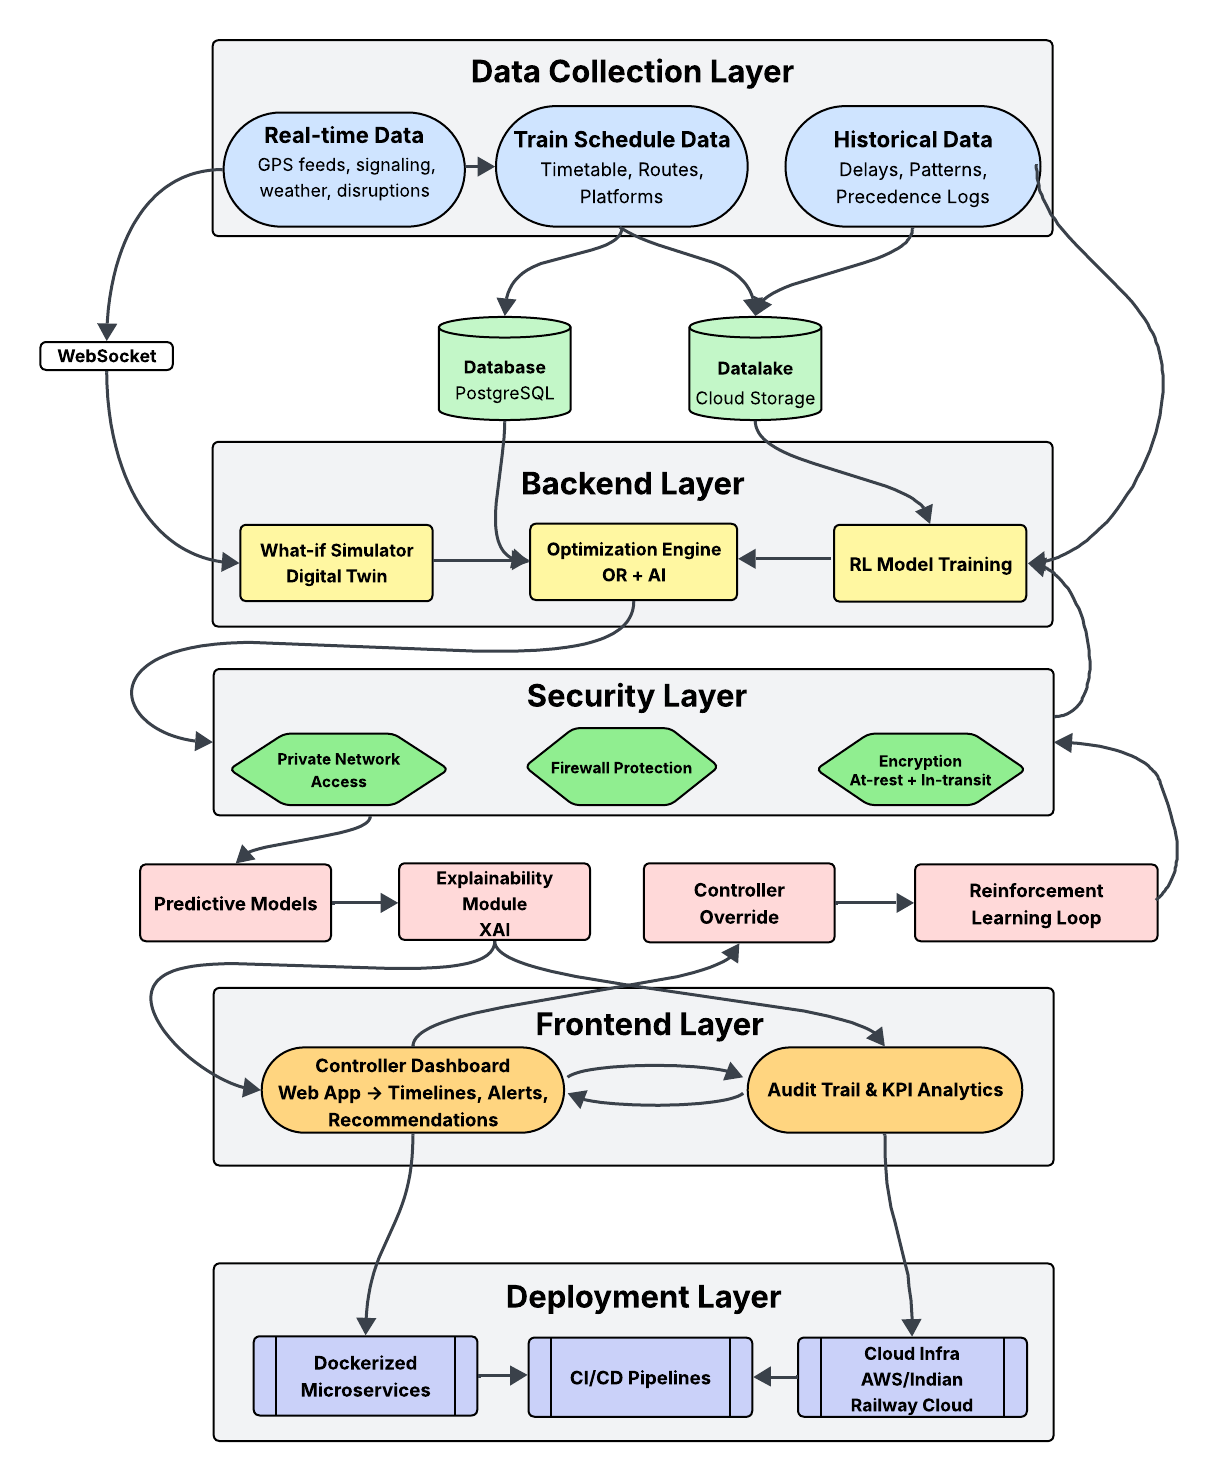 Data Collection Layer
Real-time Data
GPS feeds, signaling,
weather, disruptions
Train Schedule Data
Timetable, Routes,
Platforms
Historical Data
Delays, Patterns,
Precedence Logs
WebSocket
Database
PostgreSQL
Datalake
Cloud Storage
Backend Layer
What-if Simulator
Digital Twin
Optimization Engine
OR + AI
RL Model Training
Security Layer
Private Network
Access
Firewall Protection
Encryption
At-rest + In-transit
Predictive Models
Explainability
Module
XAI
Controller
Override
Reinforcement
Learning Loop
Frontend Layer
Controller Dashboard
Web App → Timelines, Alerts,
Recommendations
Audit Trail & KPI Analytics
Deployment Layer
Dockerized
Microservices
CI/CD Pipelines
Cloud Infra
AWS/Indian
Railway Cloud